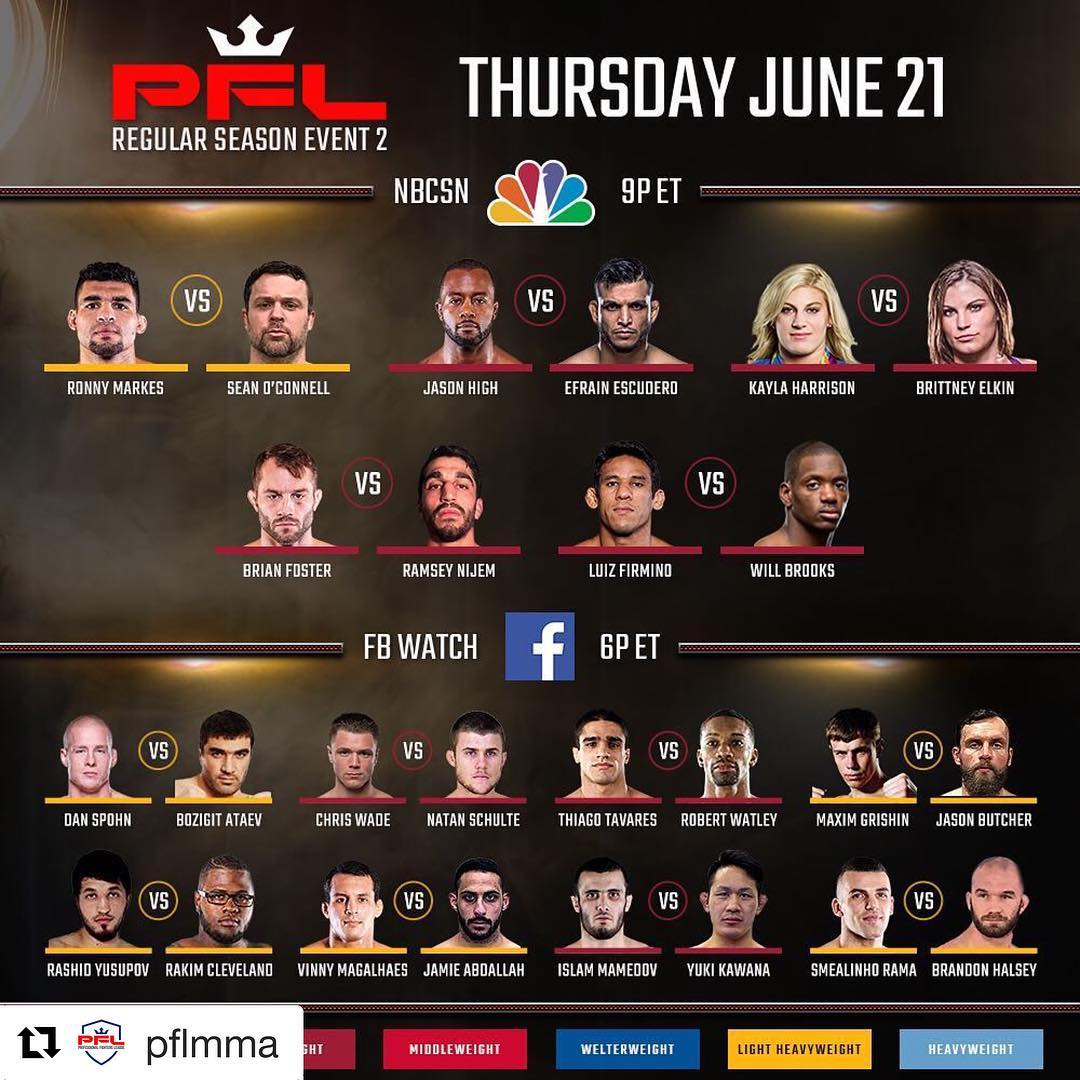 PFL
REGULAR SEASON EVENT 2
THURSDAY JUNE 21
NBCSN 9P ET
VS VS VS
RONNY MARKES SEAN O'CONNELL JASON HIGH EFRAIN ESCUDERO KAYLA HARRISON BRITTNEY ELKIN
VS VS
BRIAN FOSTER RAMSEY NIJEM LUIZ FIRMINO WILL BROOKS
FB WATCH f 6P ET
VS VS VS VS
DAN SPOHN BOZIGIT ATAEV CHRIS WADE NATAN SCHULTE THIAGO TAVARES ROBERT WATLEY MAXIM GRISHIN JASON BUTCHER
VS VS VS VS
RASHID YUSUPOV RAKIM CLEVELAND VINNY MAGALHAES JAMIE ABDALLAH ISLAM MAMEDOV YUKI KAWANA SMEALINHO RAMA BRANDON HALSEY
PFL
PROFESSIONAL FIGHTERS LEAGUE
pflmma
GHT MIDDLEWEIGHT WELTERWEIGHT LIGHT HEAVYWEIGHT HEAVYWEIGHT